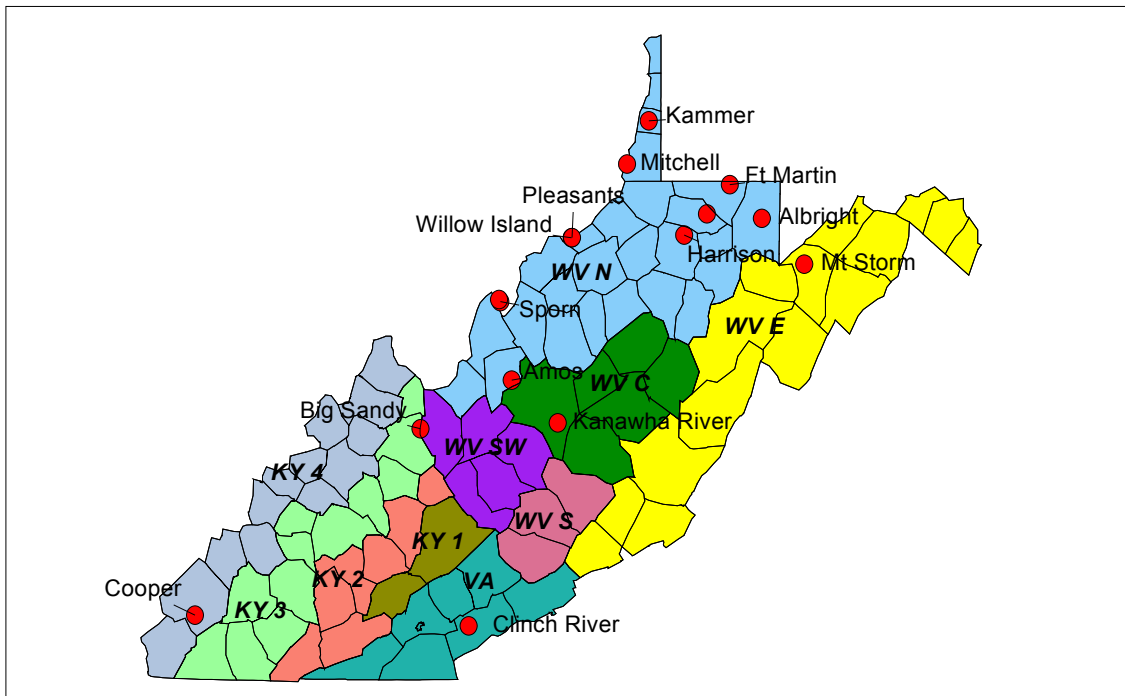 Kammer
Mitchell
Ft Martin
Pleasants
Willow Island
Albright
Harrison
WV N
Mt Storm
Sporn
WV E
Amos
WV C
Big Sandy
Kanawha River
WV SW
KY 4
WV S
KY 1
KY 2
VA
Cooper
KY 3
Clinch River